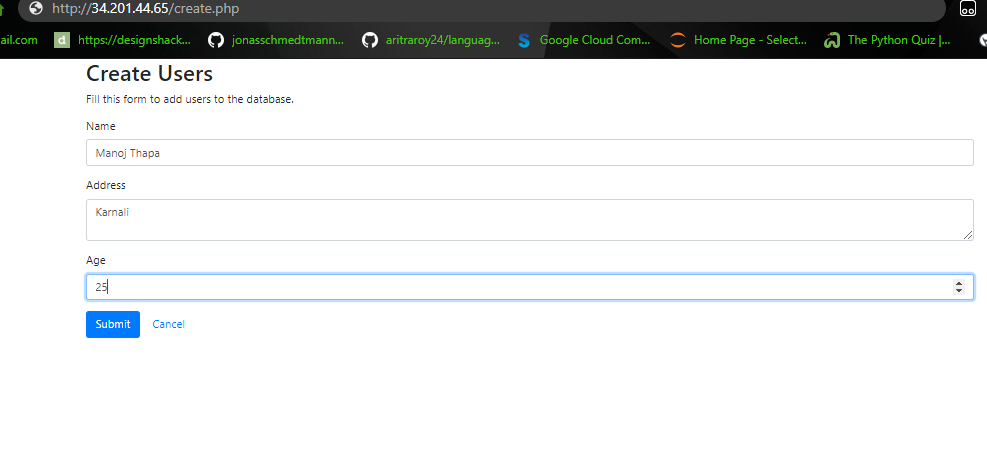 http://34.201.44.65/create.php
ail.com
https://designshack...
jonasschmedtmann...
aritraroy24/languag...
Google Cloud Com...
Home Page - Select...
The Python Quiz |...
Create Users
Fill this form to add users to the database.
Name
Manoj Thapa
Address
Karnali
Age
25
Submit
Cancel